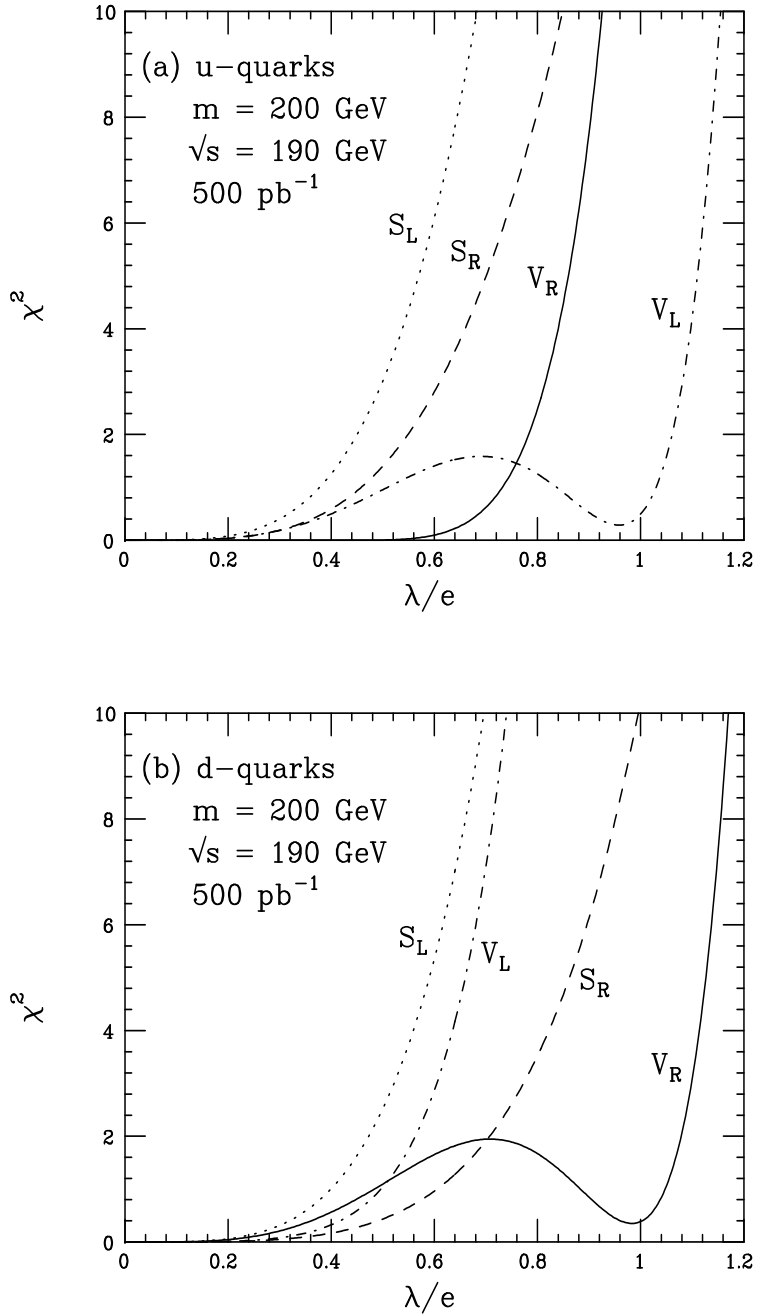 10
8
6
4
2
0
χ²
(a) u−quarks
m = 200 GeV
√s = 190 GeV
500 pb⁻¹
S_L
S_R
V_R
V_L
0 0.2 0.4 0.6 0.8 1 1.2
λ/e
10
8
6
4
2
0
χ²
(b) d−quarks
m = 200 GeV
√s = 190 GeV
500 pb⁻¹
S_L
V_L
S_R
V_R
0 0.2 0.4 0.6 0.8 1 1.2
λ/e